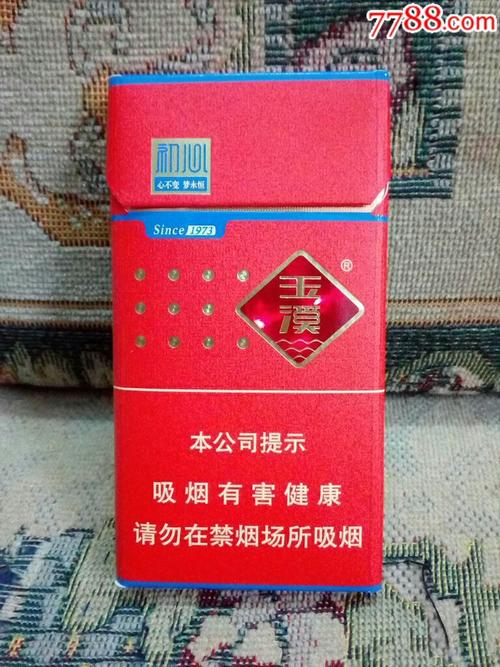 7788.com
初心
心不变 梦永恒
Since 1973
玉溪
®
本公司提示
吸烟有害健康
请勿在禁烟场所吸烟